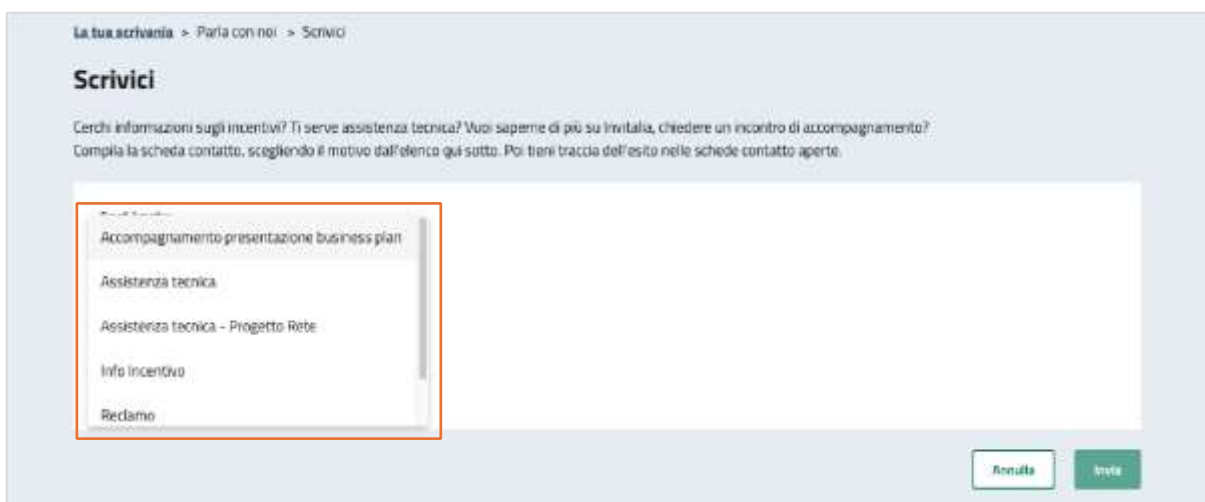 La tua scrivania > Parla con noi > Scrivici
Scrivici
Cerchi informazioni sugli incentivi? Ti serve assistenza tecnica? Vuoi saperne di più su Invitalia, chiedere un incontro di accompagnamento?
Compila la scheda contatto, scegliendo il motivo dall'elenco qui sotto. Poi tieni traccia dell'esito nelle schede contatto aperte.
Accompagnamento presentazione business plan
Assistenza tecnica
Assistenza tecnica - Progetto Rete
Info Incentivo
Reclamo
Annulla
Invia